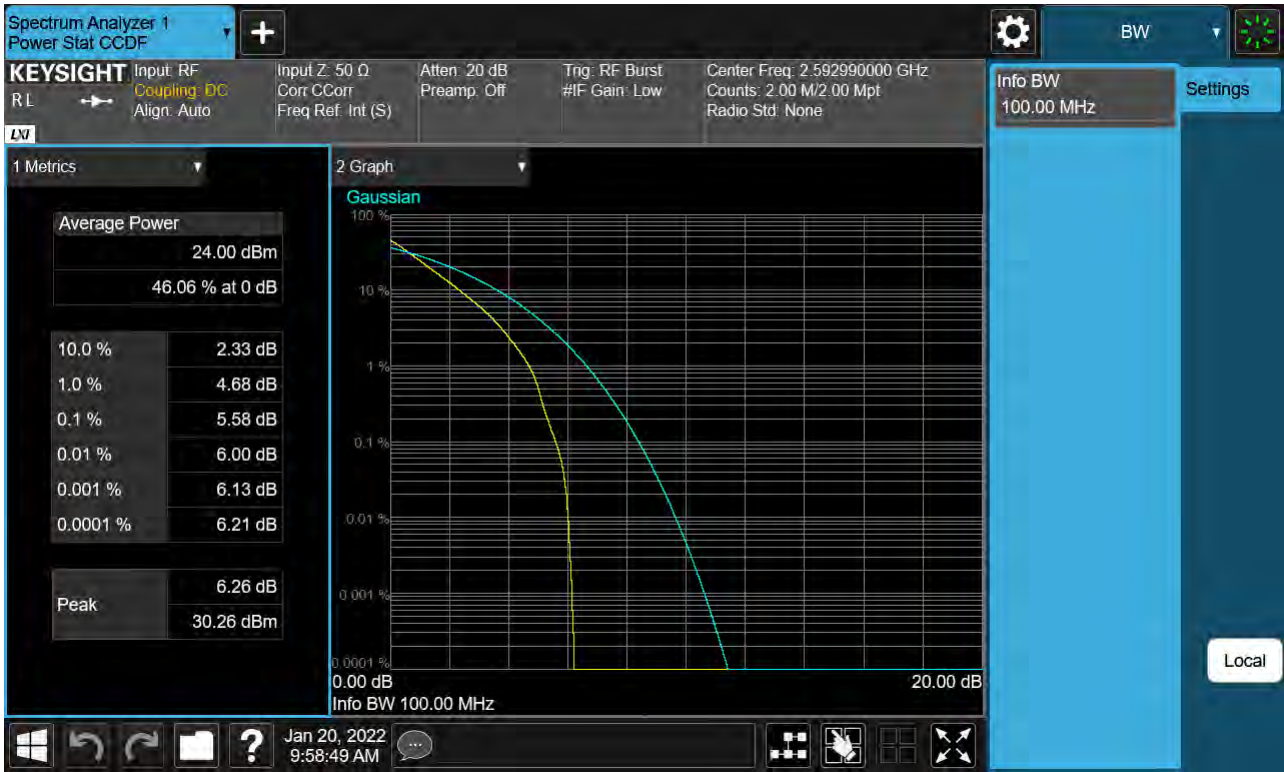 Spectrum Analyzer 1
Power Stat CCDF
+
BW
KEYSIGHT
RL
LXI
Input: RF
Coupling: DC
Align: Auto
Input Z: 50 Ω
Corr CCorr
Freq Ref: Int (S)
Atten: 20 dB
Preamp: Off
Trig: RF Burst
#IF Gain: Low
Center Freq: 2.592990000 GHz
Counts: 2.00 M/2.00 Mpt
Radio Std: None
Info BW
100.00 MHz
Settings
1 Metrics
Average Power
24.00 dBm
46.06 % at 0 dB
10.0 % 2.33 dB
1.0 % 4.68 dB
0.1 % 5.58 dB
0.01 % 6.00 dB
0.001 % 6.13 dB
0.0001 % 6.21 dB
Peak
6.26 dB
30.26 dBm
2 Graph
Gaussian
100 %
10 %
1 %
0.1 %
0.01 %
0.001 %
0.0001 %
0.00 dB 20.00 dB
Info BW 100.00 MHz
Local
?
Jan 20, 2022
9:58:49 AM